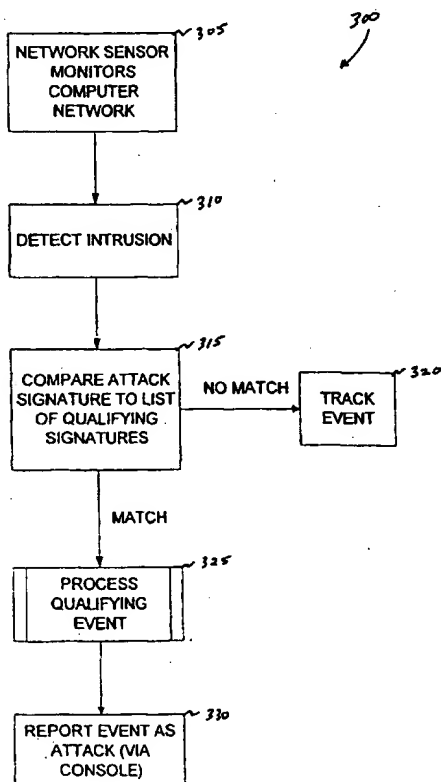 305
300
NETWORK SENSOR
MONITORS
COMPUTER
NETWORK
310
DETECT INTRUSION
315
COMPARE ATTACK
SIGNATURE TO LIST
OF QUALIFYING
SIGNATURES
NO MATCH
320
TRACK
EVENT
MATCH
325
PROCESS
QUALIFYING
EVENT
330
REPORT EVENT AS
ATTACK (VIA
CONSOLE)